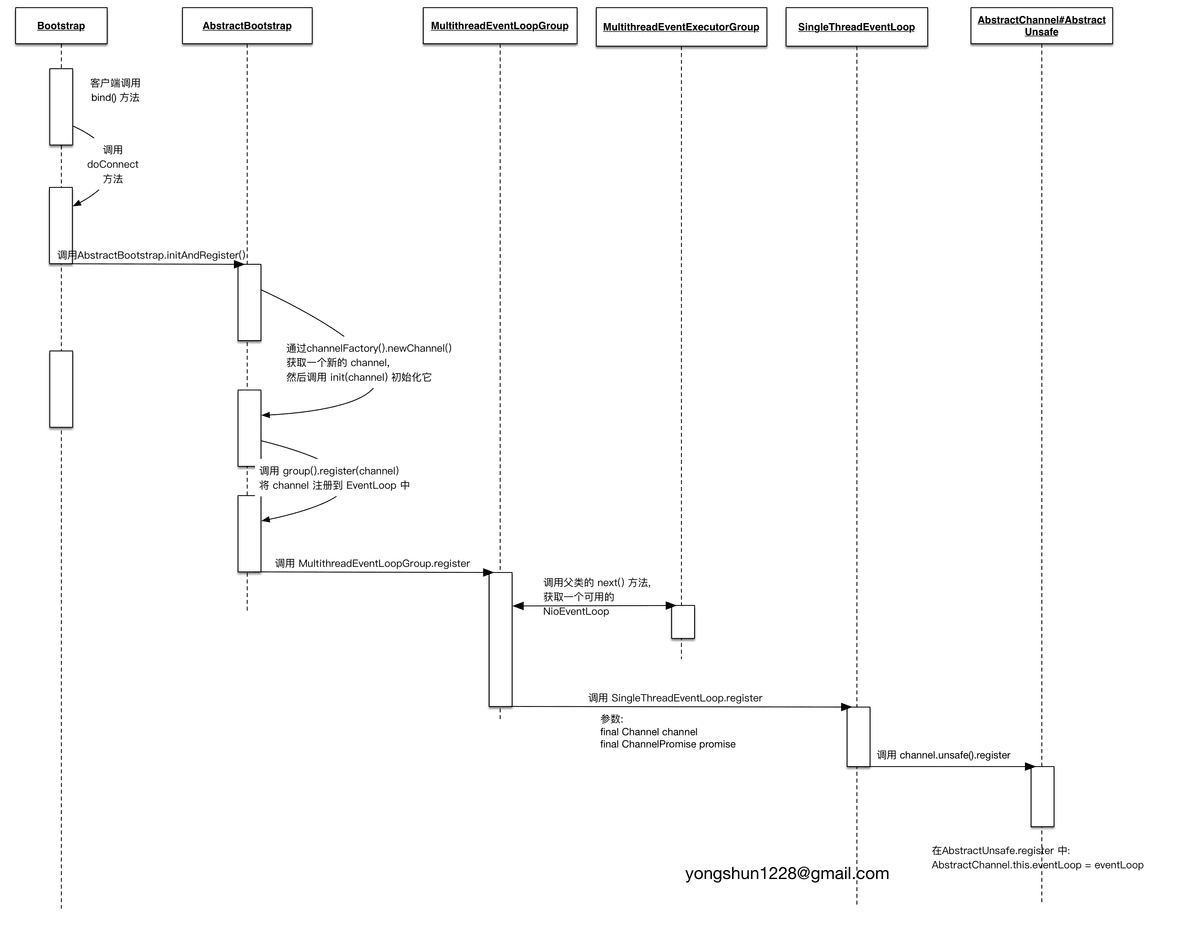 Bootstrap
AbstractBootstrap
MultithreadEventLoopGroup
MultithreadEventExecutorGroup
SingleThreadEventLoop
AbstractChannel#Abstract
Unsafe
客户端调用
bind() 方法
调用
doConnect
方法
调用AbstractBootstrap.initAndRegister()
通过channelFactory().newChannel()
获取一个新的 channel,
然后调用 init(channel) 初始化它
调用 group().register(channel)
将 channel 注册到 EventLoop 中
调用 MultithreadEventLoopGroup.register
调用父类的 next() 方法,
获取一个可用的
NioEventLoop
调用 SingleThreadEventLoop.register
参数:
final Channel channel
final ChannelPromise promise
调用 channel.unsafe().register
在AbstractUnsafe.register 中:
AbstractChannel.this.eventLoop = eventLoop
yongshun1228@gmail.com